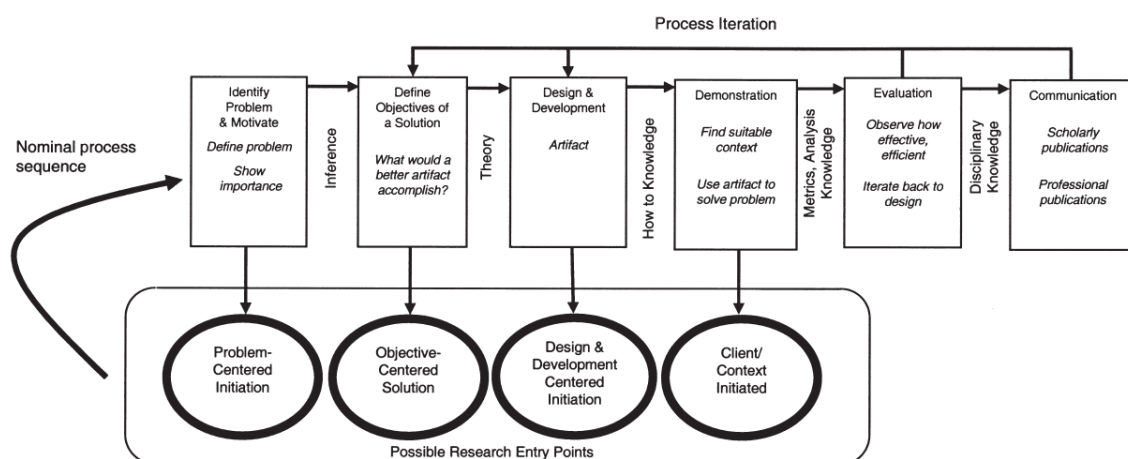 Process Iteration
Nominal process
sequence
Identify
Problem
& Motivate
Define problem
Show
importance
Inference
Define
Objectives of
a Solution
What would a
better artifact
accomplish?
Theory
Design &
Development
Artifact
How to Knowledge
Demonstration
Find suitable
context
Use artifact to
solve problem
Metrics, Analysis
Knowledge
Evaluation
Observe how
effective,
efficient
Iterate back to
design
Disciplinary
Knowledge
Communication
Scholarly
publications
Professional
publications
Problem-
Centered
Initiation
Objective-
Centered
Solution
Design &
Development
Centered
Initiation
Client/
Context
Initiated
Possible Research Entry Points